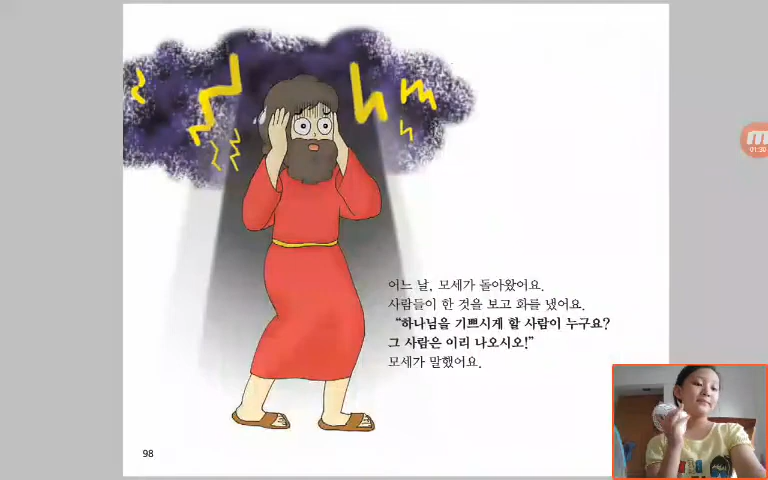 어느 날, 모세가 돌아왔어요.
사람들이 한 것을 보고 화를 냈어요.
“하나님을 기쁘시게 할 사람이 누구요?
그 사람은 이리 나오시오!”
모세가 말했어요.
98
01:30